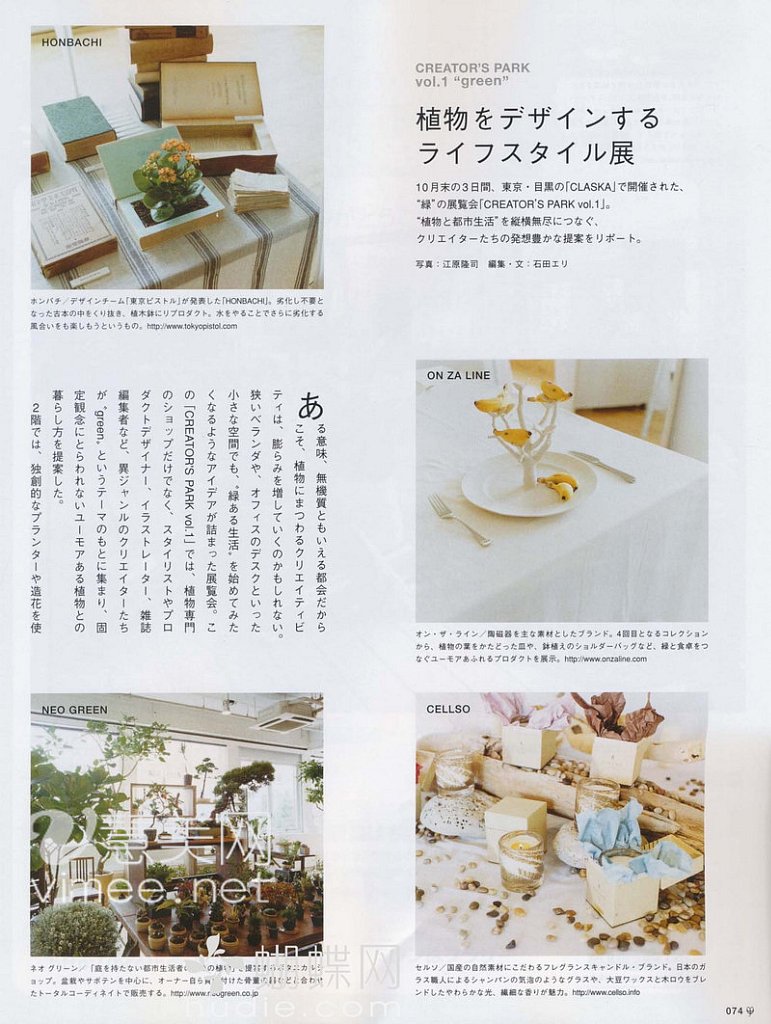 HONBACHI
ホンバチ／デザインチーム「東京ピストル」が発表した「HONBACHI」。劣化し不要と
なった古本の中をくり抜き、植木鉢にリプロダクト。水をやることでさらに劣化する
風合いをも楽しもうというもの。http://www.tokyopistol.com
CREATOR'S PARK
vol.1 “green”
植物をデザインする
ライフスタイル展
10月末の3日間、東京・目黒の「CLASKA」で開催された、
“緑”の展覧会「CREATOR'S PARK vol.1」。
“植物と都市生活”を縦横無尽につなぐ、
クリエイターたちの発想豊かな提案をリポート。
写真：江原隆司　編集・文：石田エリ
ある意味、無機質ともいえる都会だから
こそ、植物にまつわるクリエイティビ
ティは、膨らみを増していくのかもしれない。
狭いベランダや、オフィスのデスクといった
小さな空間でも、“緑ある生活”を始めてみた
くなるようなアイデアが詰まった展覧会。こ
の「CREATOR'S PARK vol.1」では、植物専門
のショップだけでなく、スタイリストやプロ
ダクトデザイナー、イラストレーター、雑誌
編集者など、異ジャンルのクリエイターたち
が、“green”というテーマのもとに集まり、固
定観念にとらわれないユーモアある植物との
暮らし方を提案した。
2階では、独創的なプランターや造花を使
ON ZA LINE
オン・ザ・ライン／陶磁器を主な素材としたブランド。4回目となるコレクション
から、植物の葉をかたどった皿や、鉢植えのショルダーバッグなど、緑と食卓をつ
なぐユーモアあふれるプロダクトを展示。http://www.onzaline.com
NEO GREEN
慧美网
vimee.net
ネオ グリーン／「庭を持たない都市生活者 の植物」を提案
ョップ。盆栽やサボテンを中心に、オーナー自ら 付けた骨董の 合わせ
たトータルコーディネイトで販売する。http://www.neogreen.co.jp
蝴蝶网
hudie.net
CELLSO
セルソ／国産の自然素材にこだわるフレグランスキャンドル・ブランド。日本のガ
ラス職人によるシャンパンの気泡のようなグラスや、大豆ワックスと木ロウをブレ
ンドしたやわらかな光、繊細な香りが魅力。http://www.cellso.info
074